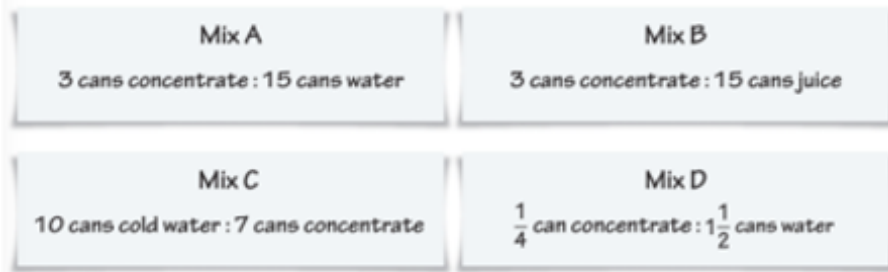 Mix A
3 cans concentrate : 15 cans water
Mix B
3 cans concentrate : 15 cans juice
Mix C
10 cans cold water : 7 cans concentrate
Mix D
1/4 can concentrate : 1 1/2 cans water